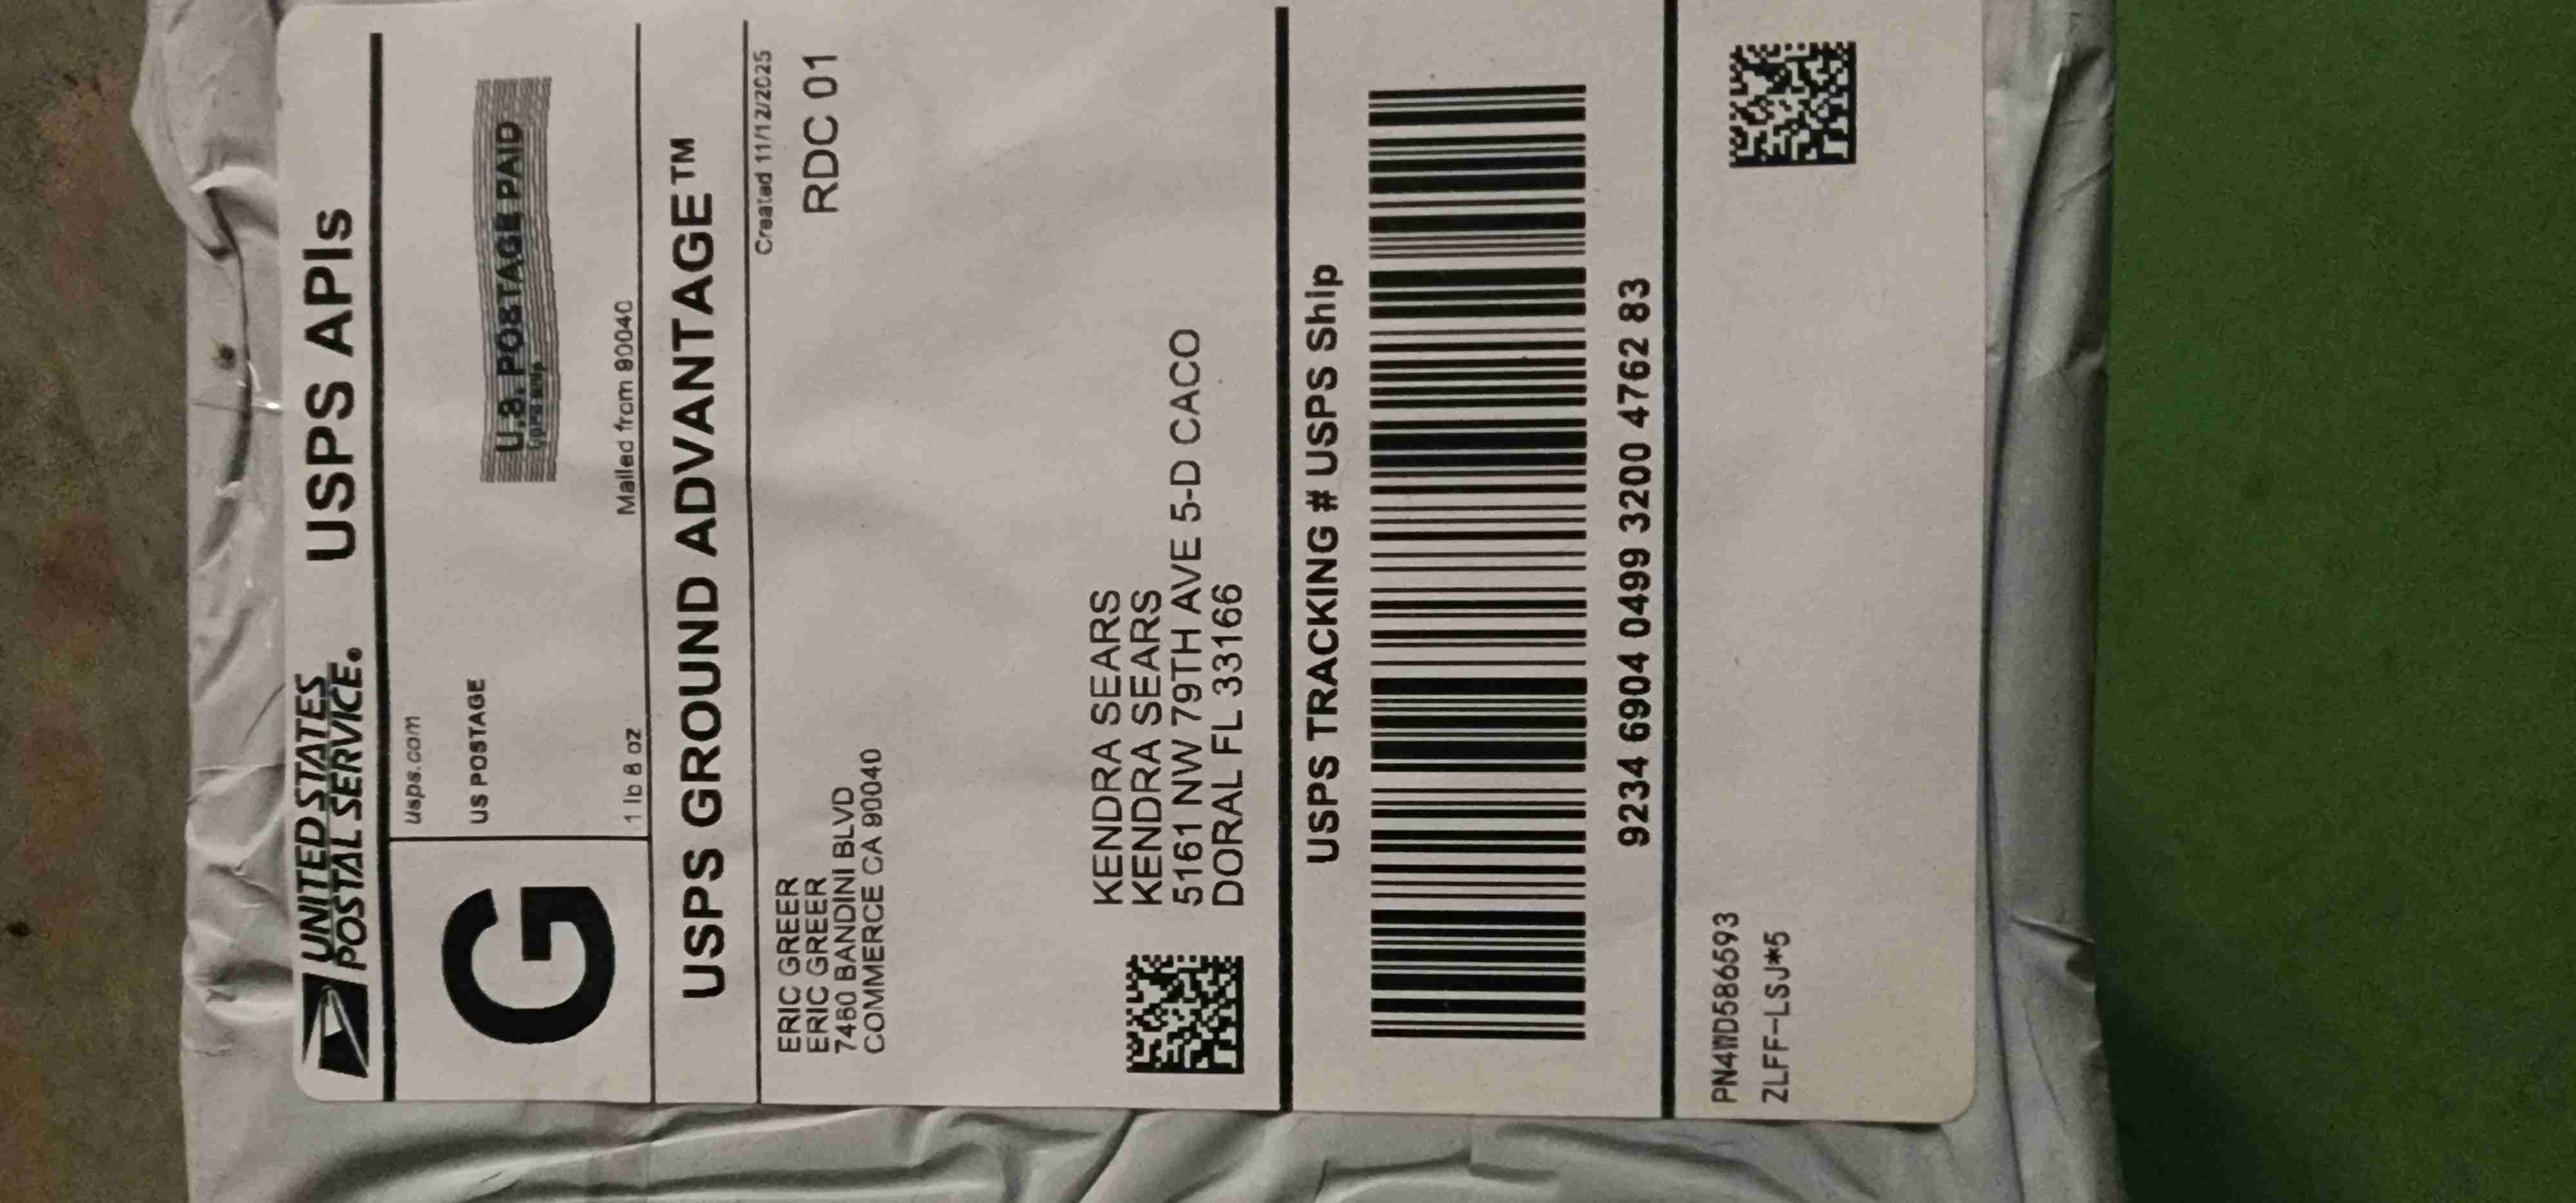 UNITED STATES
POSTAL SERVICE®
USPS APIs
G
usps.com
US POSTAGE
U.S. POSTAGE PAID
1 lb 8 oz
Mailed from 90040
USPS GROUND ADVANTAGE™
Created 11/12/2025
RDC 01
ERIC GREER
ERIC GREER
7460 BANDINI BLVD
COMMERCE CA 90040
KENDRA SEARS
KENDRA SEARS
5161 NW 79TH AVE 5-D CACO
DORAL FL 33166
USPS TRACKING # USPS Ship
9234 6904 0499 3200 4762 83
PN4WD586593
ZLFF-LSJ*5